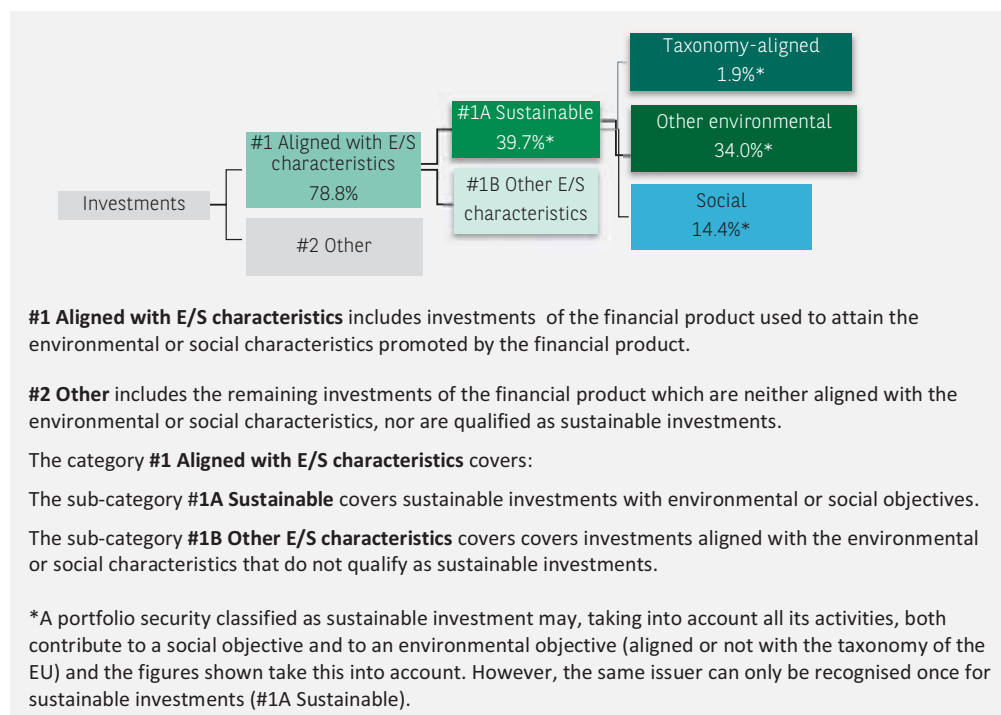 Taxonomy-aligned
1.9%*
#1A Sustainable
39.7%*
Other environmental
34.0%*
#1 Aligned with E/S
characteristics
78.8%
#1B Other E/S
characteristics
Investments
Social
14.4%*
#2 Other
#1 Aligned with E/S characteristics includes investments of the financial product used to attain the
environmental or social characteristics promoted by the financial product.
#2 Other includes the remaining investments of the financial product which are neither aligned with the
environmental or social characteristics, nor are qualified as sustainable investments.
The category #1 Aligned with E/S characteristics covers:
The sub-category #1A Sustainable covers sustainable investments with environmental or social objectives.
The sub-category #1B Other E/S characteristics covers covers investments aligned with the environmental
or social characteristics that do not qualify as sustainable investments.
*A portfolio security classified as sustainable investment may, taking into account all its activities, both
contribute to a social objective and to an environmental objective (aligned or not with the taxonomy of the
EU) and the figures shown take this into account. However, the same issuer can only be recognised once for
sustainable investments (#1A Sustainable).